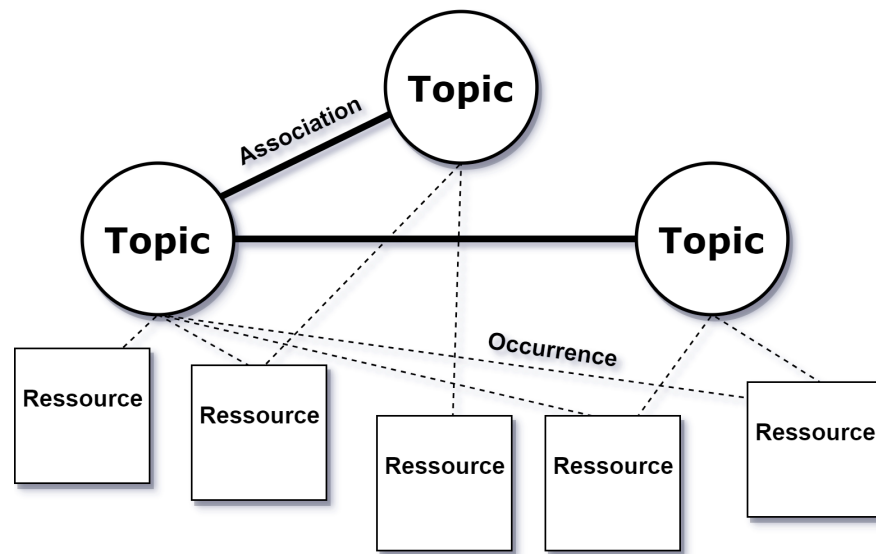 Topic
Association
Topic
Topic
Occurrence
Ressource
Ressource
Ressource
Ressource
Ressource